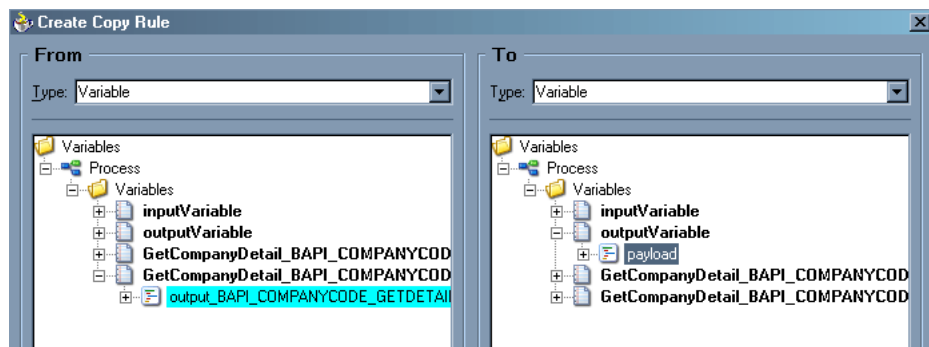 Create Copy Rule
From
Type: Variable
Variables
Process
Variables
inputVariable
outputVariable
GetCompanyDetail_BAPI_COMPANYCOD
GetCompanyDetail_BAPI_COMPANYCOD
output_BAPI_COMPANYCODE_GETDETAI
To
Type: Variable
Variables
Process
Variables
inputVariable
outputVariable
payload
GetCompanyDetail_BAPI_COMPANYCOD
GetCompanyDetail_BAPI_COMPANYCOD